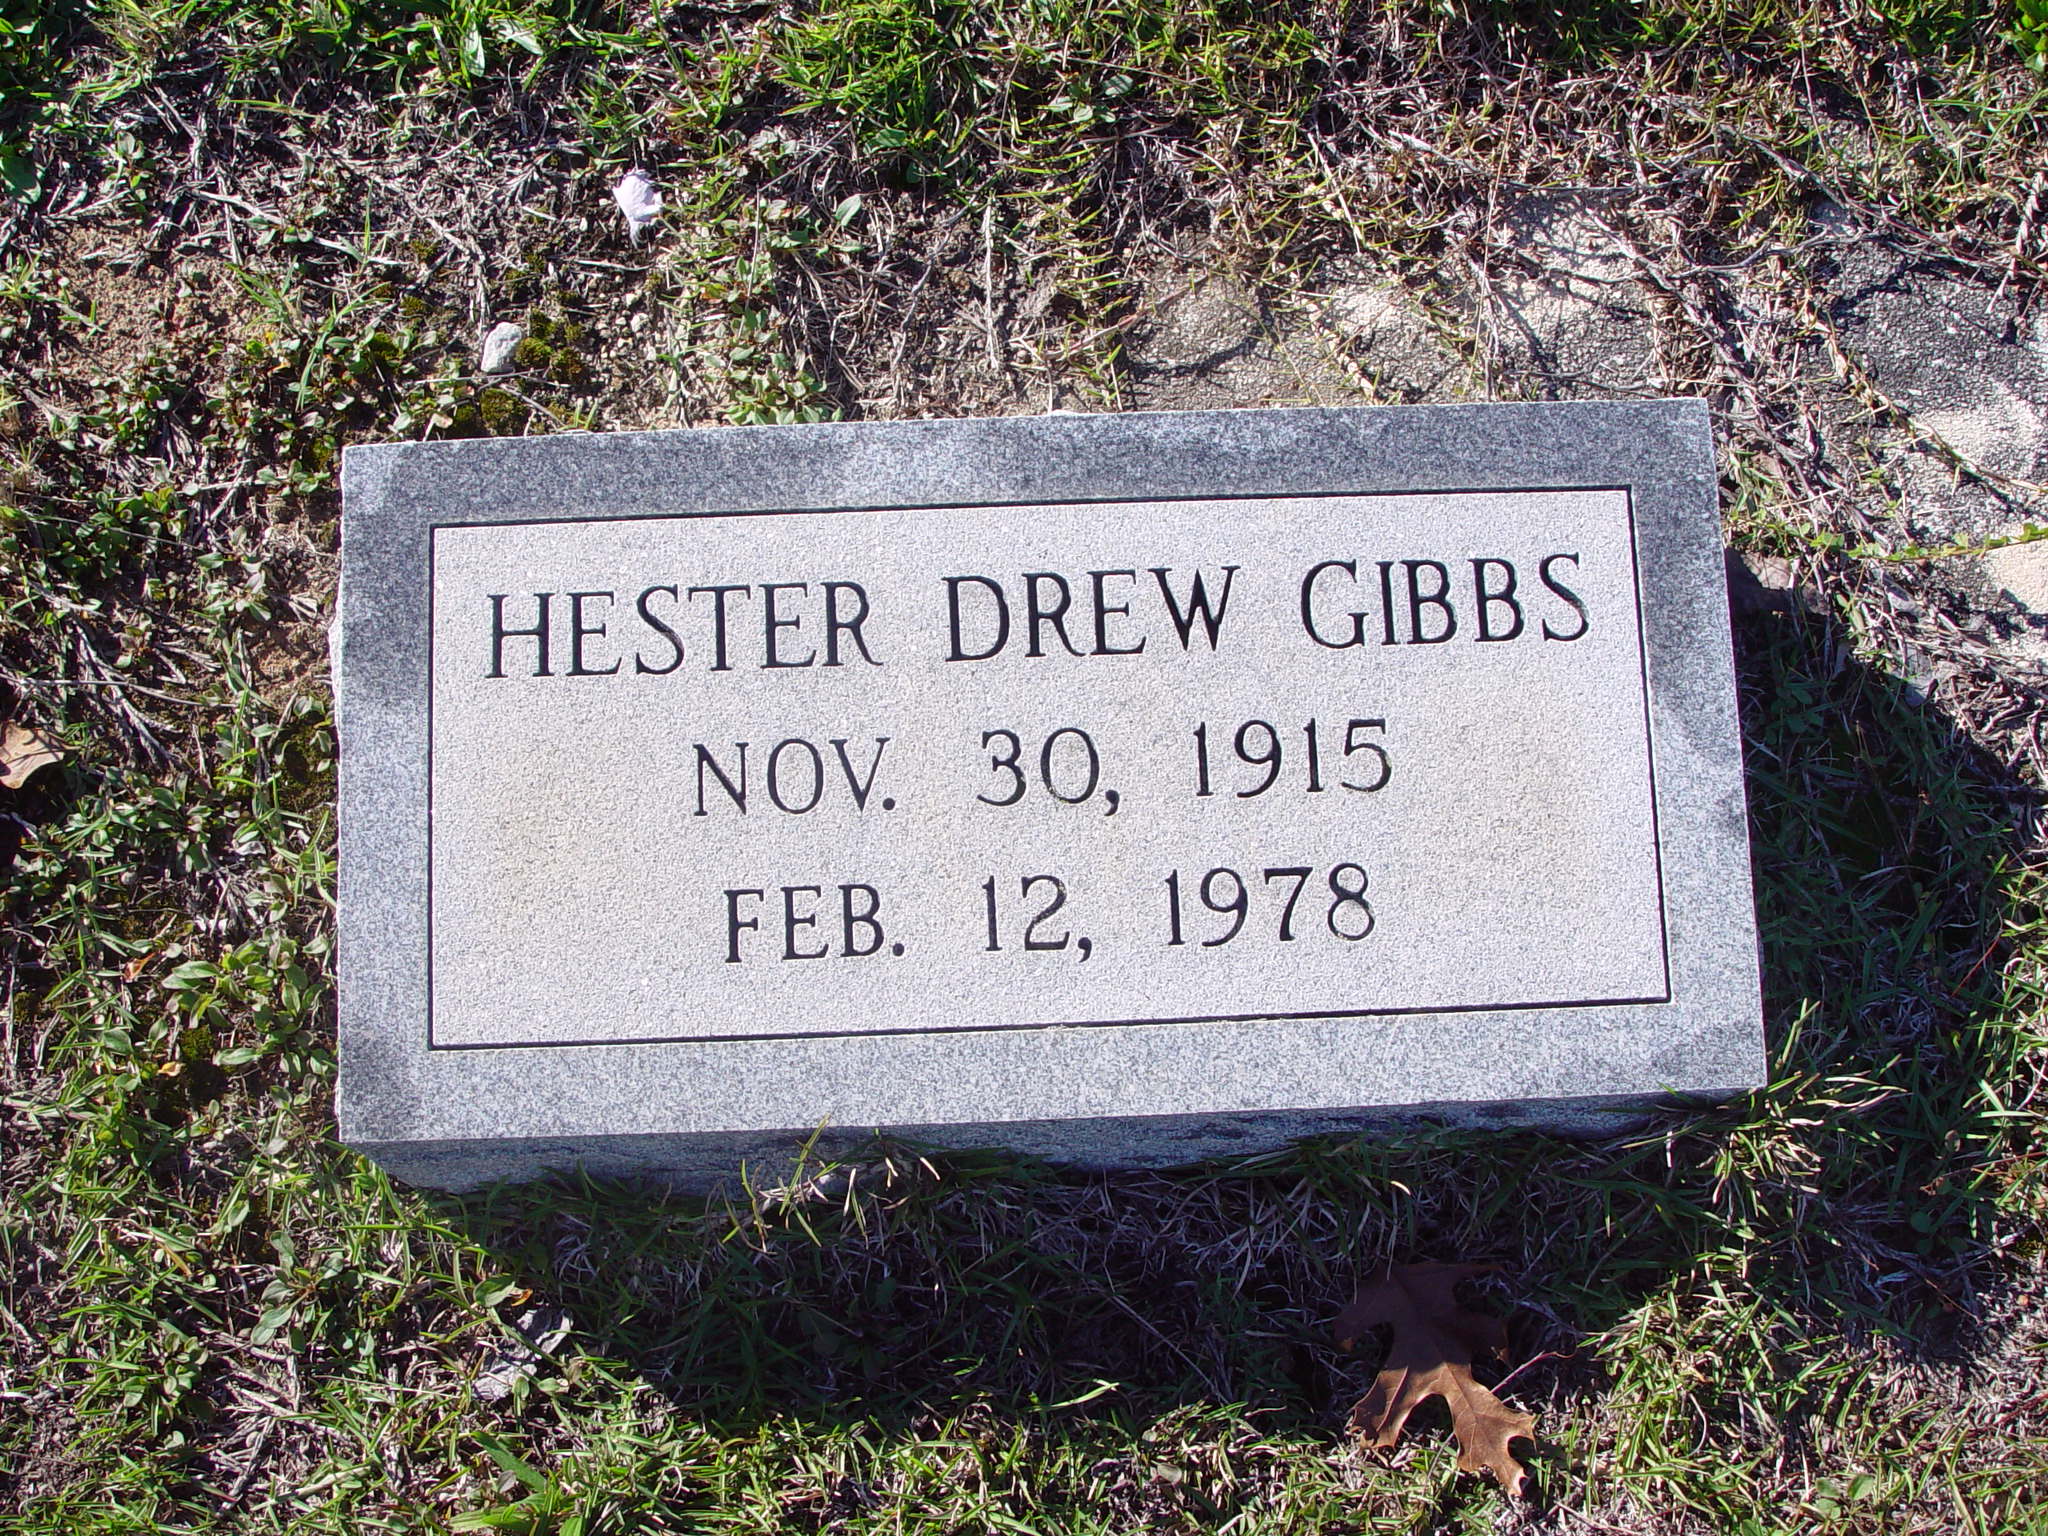 HESTER DREW GIBBS
NOV. 30, 1915
FEB. 12, 1978